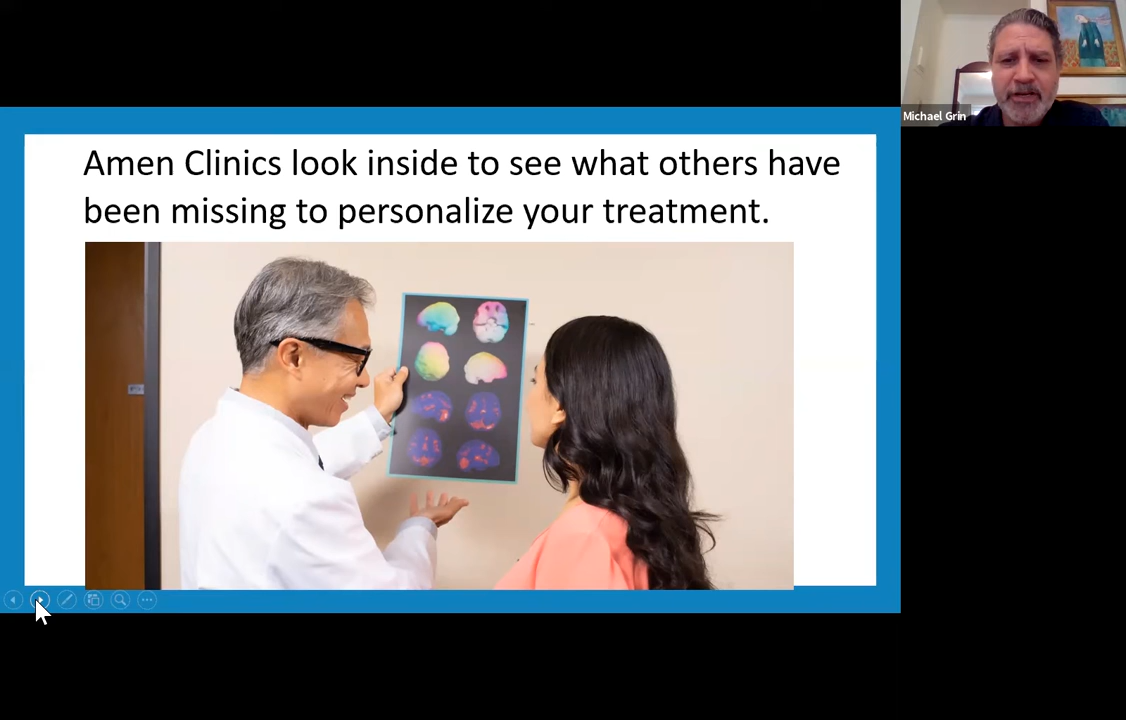 Michael Grin
Amen Clinics look inside to see what others have
been missing to personalize your treatment.